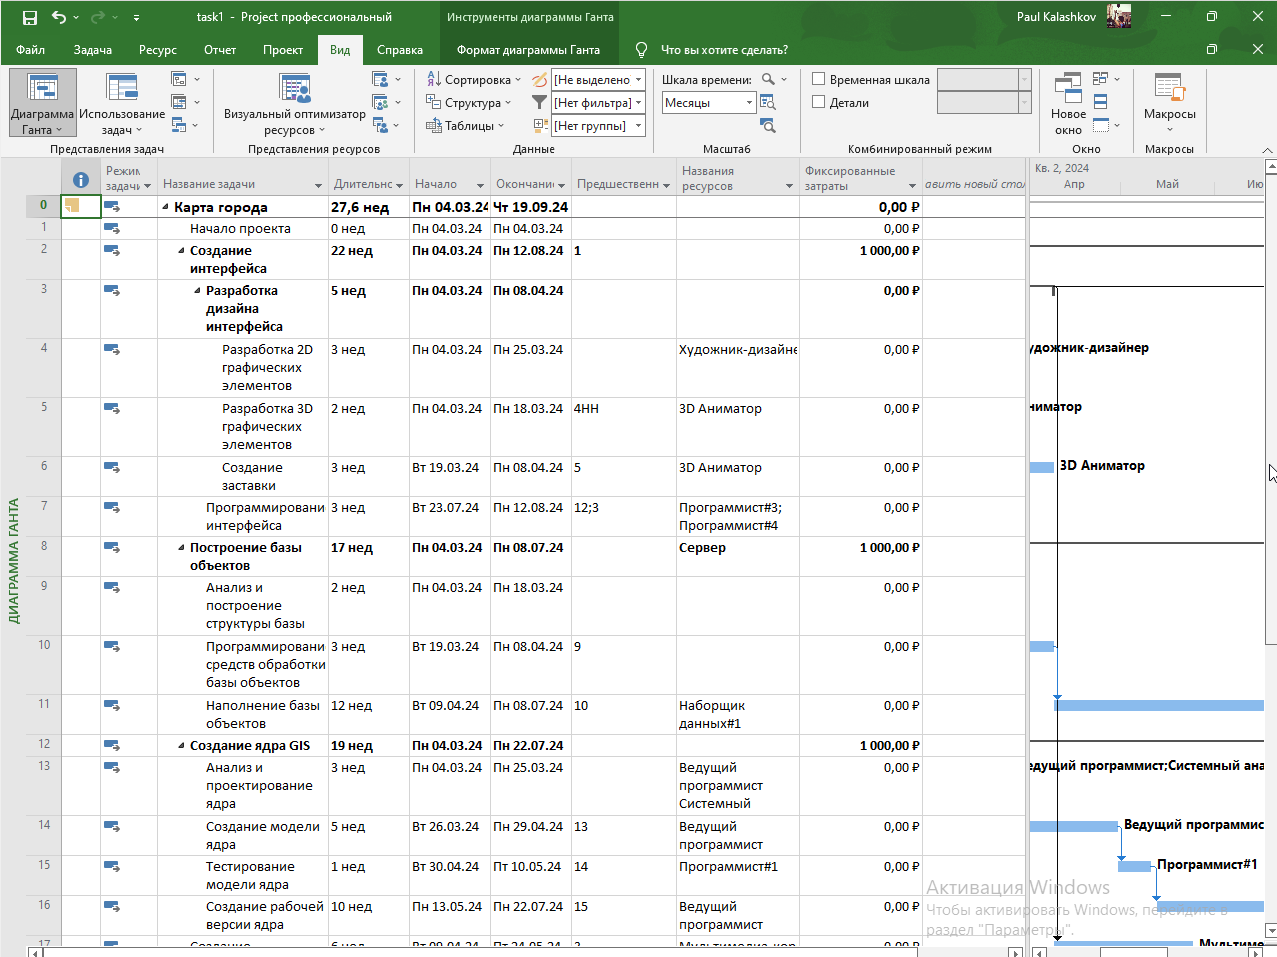 task1 - Project профессиональный
Инструменты диаграммы Ганта
Paul Kalashkov
Файл Задача Ресурс Отчет Проект Вид Справка Формат диаграммы Ганта Что вы хотите сделать?
Диаграмма Ганта
Использование задач
Представления задач
Визуальный оптимизатор ресурсов
Представления ресурсов
Сортировка [Не выделено
Структура [Нет фильтра]
Таблицы [Нет группы]
Данные
Шкала времени:
Месяцы
Масштаб
Временная шкала
Детали
Комбинированный режим
Новое окно
Окно
Макросы
Макросы
ДИАГРАММА ГАНТА
Режим задачи Название задачи Длительно Начало Окончание Предшественн Названия ресурсов Фиксированные затраты авить новый стол
Кв. 2, 2024
Апр Май Ию
0 Карта города 27,6 нед Пн 04.03.24 Чт 19.09.24 0,00 ₽
1 Начало проекта 0 нед Пн 04.03.24 Пн 04.03.24 0,00 ₽
2 Создание интерфейса 22 нед Пн 04.03.24 Пн 12.08.24 1 1 000,00 ₽
3 Разработка дизайна интерфейса 5 нед Пн 04.03.24 Пн 08.04.24 0,00 ₽
4 Разработка 2D графических элементов 3 нед Пн 04.03.24 Пн 25.03.24 Художник-дизайне 0,00 ₽ удожник-дизайнер
5 Разработка 3D графических элементов 2 нед Пн 04.03.24 Пн 18.03.24 4НН 3D Аниматор 0,00 ₽ ниматор
6 Создание заставки 3 нед Вт 19.03.24 Пн 08.04.24 5 3D Аниматор 0,00 ₽ 3D Аниматор
7 Программировани интерфейса 3 нед Вт 23.07.24 Пн 12.08.24 12;3 Программист#3; Программист#4 0,00 ₽
8 Построение базы объектов 17 нед Пн 04.03.24 Пн 08.07.24 Сервер 1 000,00 ₽
9 Анализ и построение структуры базы 2 нед Пн 04.03.24 Пн 18.03.24 0,00 ₽
10 Программировани средств обработки базы объектов 3 нед Вт 19.03.24 Пн 08.04.24 9 0,00 ₽
11 Наполнение базы объектов 12 нед Вт 09.04.24 Пн 08.07.24 10 Наборщик данных#1 0,00 ₽
12 Создание ядра GIS 19 нед Пн 04.03.24 Пн 22.07.24 1 000,00 ₽
13 Анализ и проектирование ядра 3 нед Пн 04.03.24 Пн 25.03.24 Ведущий программист Системный 0,00 ₽ едущий программист;Системный ана
14 Создание модели ядра 5 нед Вт 26.03.24 Пн 29.04.24 13 Ведущий программист 0,00 ₽ Ведущий программис
15 Тестирование модели ядра 1 нед Вт 30.04.24 Пт 10.05.24 14 Программист#1 0,00 ₽ Программист#1
16 Создание рабочей версии ядра 10 нед Пн 13.05.24 Пн 22.07.24 15 Ведущий программист 0,00 ₽
17 Создание 6 нед Вт 09.04.24 Пт 24.05.24 3 Мультимедиа-кор 0,00 ₽ Мультиме
Активация Windows
Чтобы активировать Windows, перейдите в
раздел "Параметры".